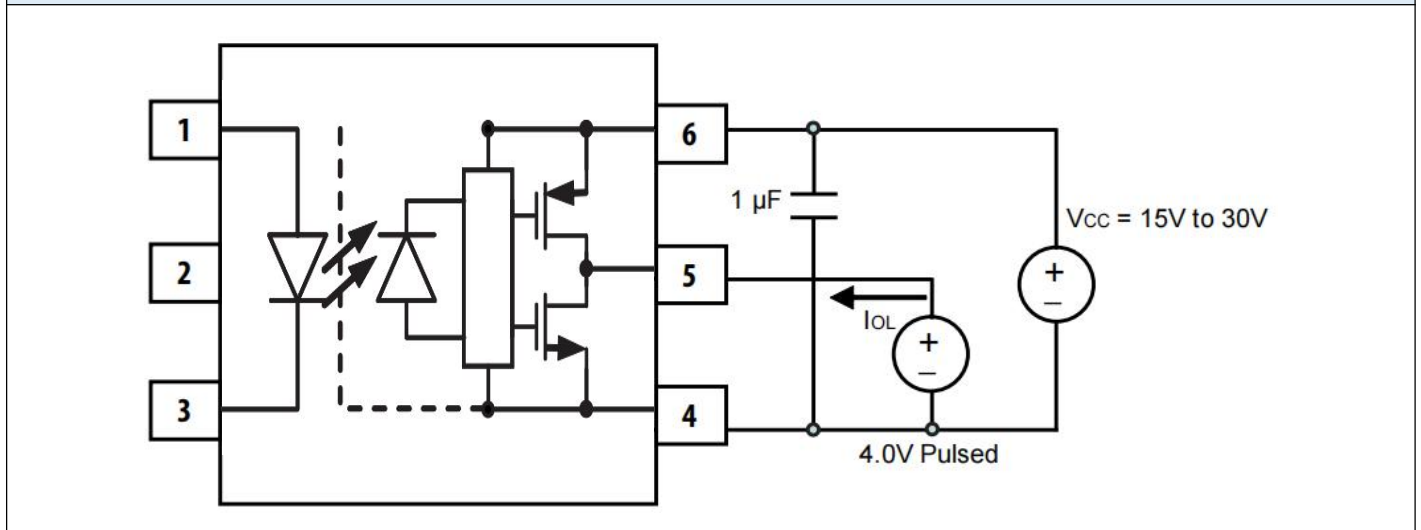 1
6
1 µF
VCC = 15V to 30V
2
5
+
–
IOL
+
–
3
4
4.0V Pulsed